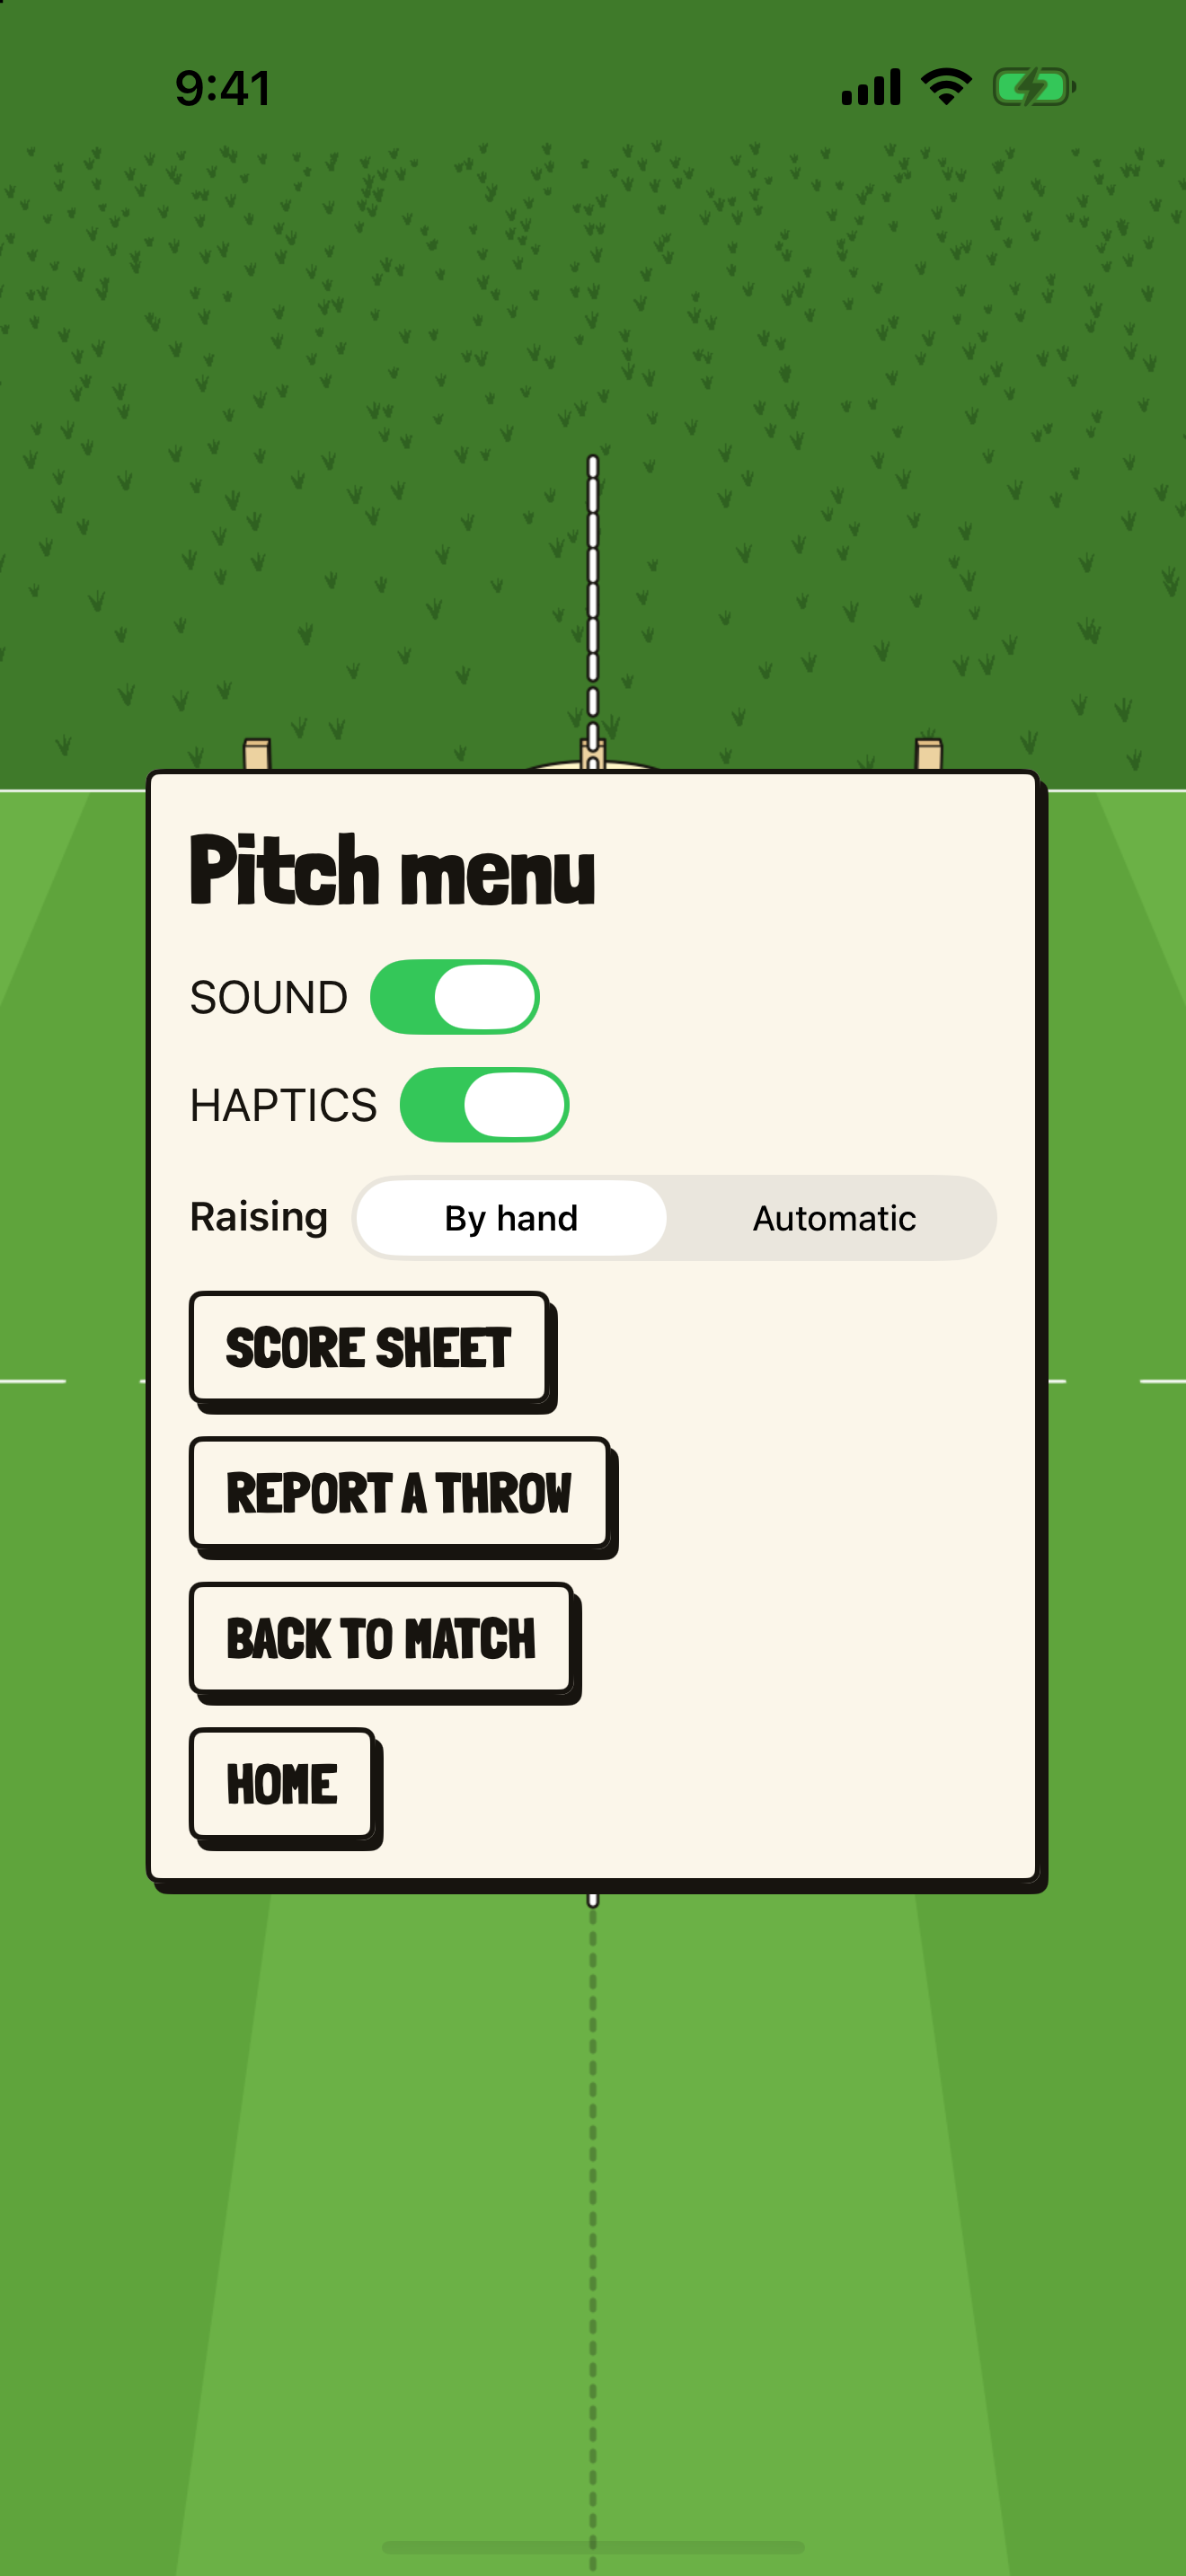 9:41
Pitch menu
SOUND
HAPTICS
Raising By hand Automatic
SCORE SHEET
REPORT A THROW
BACK TO MATCH
HOME